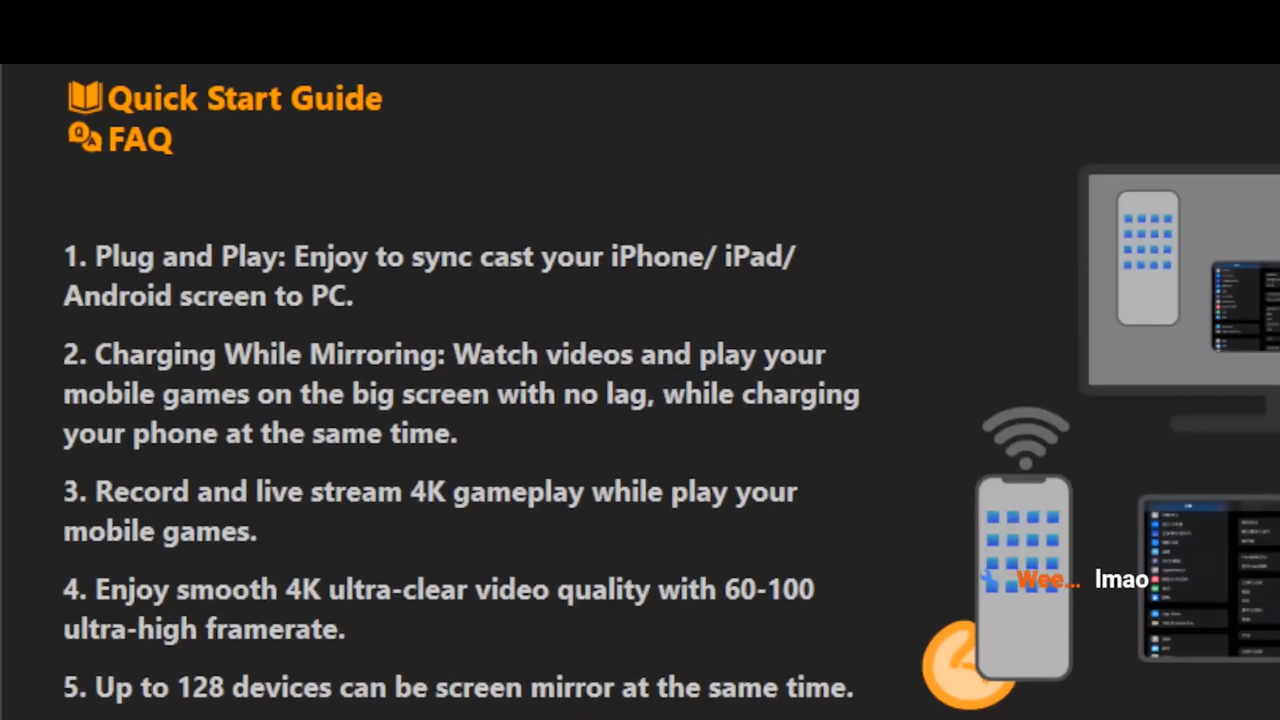 Quick Start Guide
FAQ
1. Plug and Play: Enjoy to sync cast your iPhone/ iPad/
Android screen to PC.
2. Charging While Mirroring: Watch videos and play your
mobile games on the big screen with no lag, while charging
your phone at the same time.
3. Record and live stream 4K gameplay while play your
mobile games.
4. Enjoy smooth 4K ultra-clear video quality with 60-100
ultra-high framerate.
5. Up to 128 devices can be screen mirror at the same time.
Wee... lmao